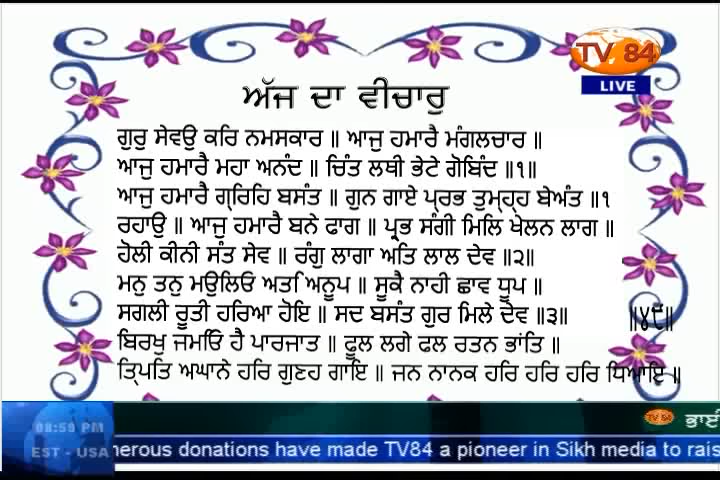 TV 84
LIVE
ਅੱਜ ਦਾ ਵੀਚਾਰੁ
ਗੁਰੁ ਸੇਵਉ ਕਰਿ ਨਮਸਕਾਰ ॥ ਆਜੁ ਹਮਾਰੈ ਮੰਗਲਚਾਰ ॥
ਆਜੁ ਹਮਾਰੈ ਮਹਾ ਅਨੰਦ ॥ ਚਿੰਤ ਲਥੀ ਭੇਟੇ ਗੋਬਿੰਦ ॥੧॥
ਆਜੁ ਹਮਾਰੈ ਗ੍ਰਿਹਿ ਬਸੰਤ ॥ ਗੁਨ ਗਾਏ ਪ੍ਰਭ ਤੁਮ੍ਹ੍ਹ ਬੇਅੰਤ ॥੧
ਰਹਾਉ ॥ ਆਜੁ ਹਮਾਰੈ ਬਨੇ ਫਾਗ ॥ ਪ੍ਰਭ ਸੰਗੀ ਮਿਲਿ ਖੇਲਨ ਲਾਗ ॥
ਹੋਲੀ ਕੀਨੀ ਸੰਤ ਸੇਵ ॥ ਰੰਗੁ ਲਾਗਾ ਅਤਿ ਲਾਲ ਦੇਵ ॥੨॥
ਮਨੁ ਤਨੁ ਮਉਲਿਓ ਅਤਿ ਅਨੂਪ ॥ ਸੂਕੈ ਨਾਹੀ ਛਾਵ ਧੂਪ ॥
ਸਗਲੀ ਰੂਤੀ ਹਰਿਆ ਹੋਇ ॥ ਸਦ ਬਸੰਤ ਗੁਰ ਮਿਲੇ ਦੇਵ ॥੩॥
ਬਿਰਖੁ ਜਮਿਓ ਹੈ ਪਾਰਜਾਤ ॥ ਫੂਲ ਲਗੇ ਫਲ ਰਤਨ ਭਾਂਤਿ ॥
ਤ੍ਰਿਪਤਿ ਅਘਾਨੇ ਹਰਿ ਗੁਣਹ ਗਾਇ ॥ ਜਨ ਨਾਨਕ ਹਰਿ ਹਰਿ ਹਰਿ ਧਿਆਇ ॥
08:59 PM
EST - USA
TV 84 ਭਾਈ
nerous donations have made TV84 a pioneer in Sikh media to rais